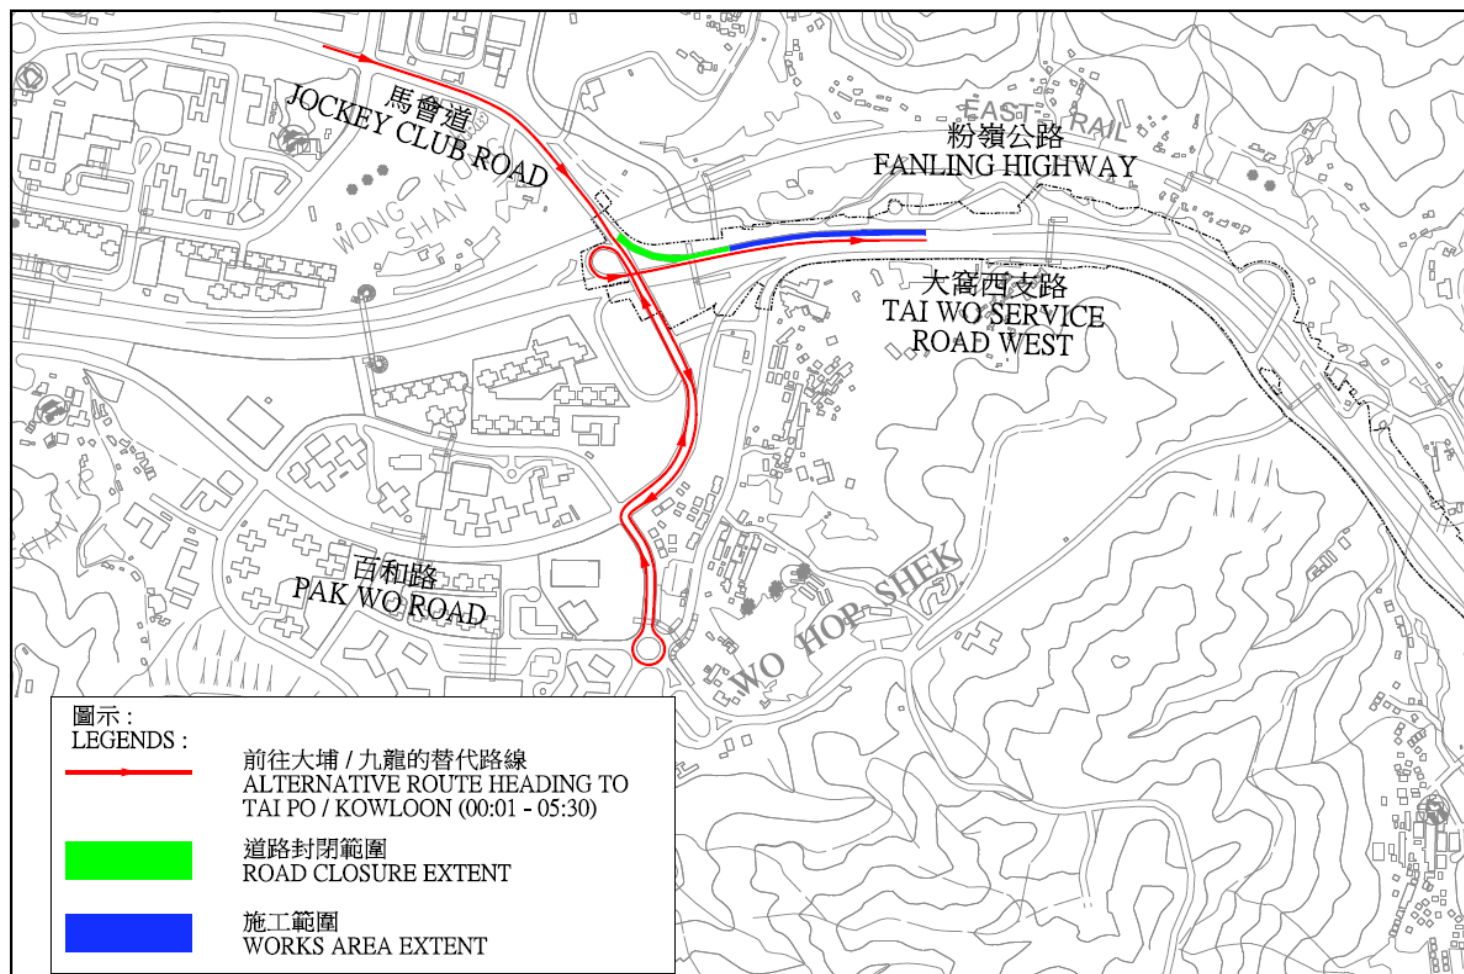 馬會道
JOCKEY CLUB ROAD
EAST RAIL
粉嶺公路
FANLING HIGHWAY
WONG KO
SHAN
大窩西支路
TAI WO SERVICE
ROAD WEST
百和路
PAK WO ROAD
WO HOP SHEK
圖示 :
LEGENDS :
前往大埔 / 九龍的替代路線
ALTERNATIVE ROUTE HEADING TO
TAI PO / KOWLOON (00:01 - 05:30)
道路封閉範圍
ROAD CLOSURE EXTENT
施工範圍
WORKS AREA EXTENT